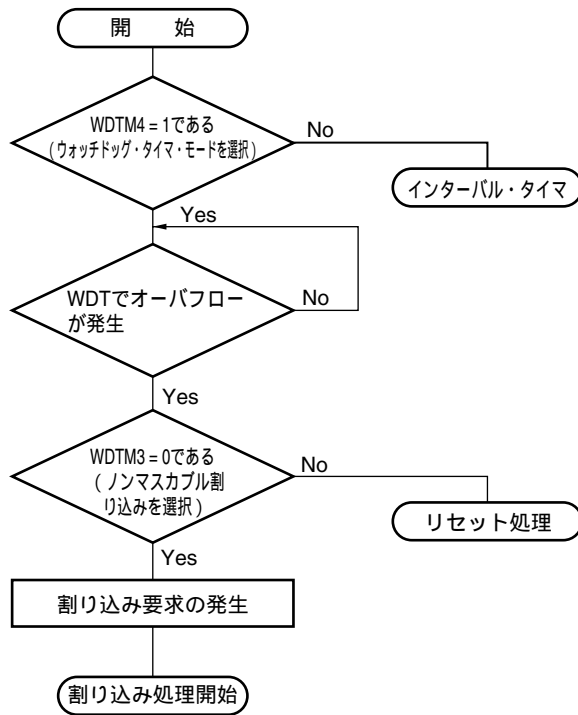 開　始
WDTM4 = 1である
(ウォッチドッグ・タイマ・モードを選択)
No
インターバル・タイマ
Yes
WDTでオーバフロー
が発生
No
Yes
WDTM3 = 0である
(ノンマスカブル割
り込みを選択)
No
リセット処理
Yes
割り込み要求の発生
割り込み処理開始